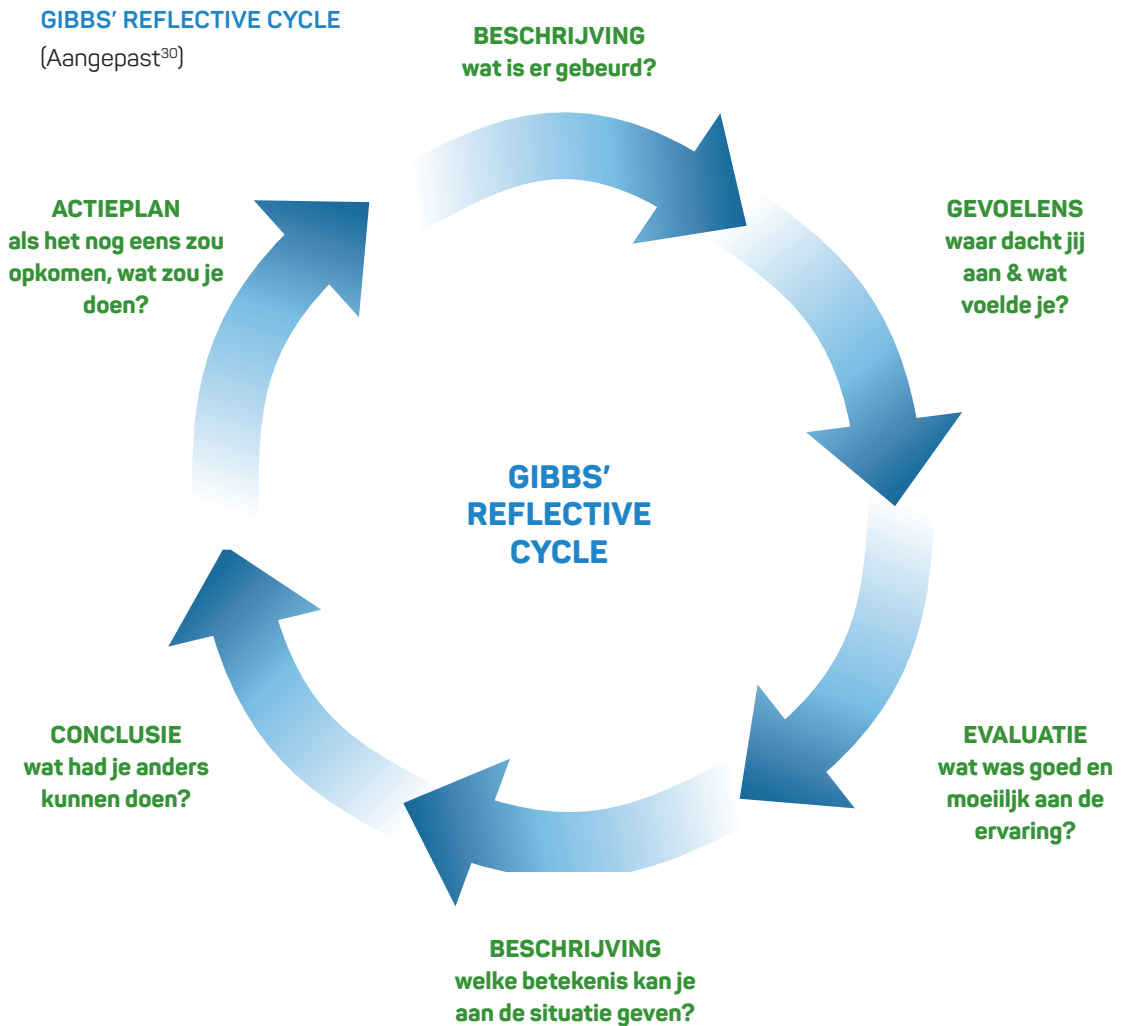 GIBBS' REFLECTIVE CYCLE
(Aangepast³⁰)
BESCHRIJVING
wat is er gebeurd?
GEVOELENS
waar dacht jij
aan & wat
voelde je?
EVALUATIE
wat was goed en
moeiiljk aan de
ervaring?
BESCHRIJVING
welke betekenis kan je
aan de situatie geven?
CONCLUSIE
wat had je anders
kunnen doen?
ACTIEPLAN
als het nog eens zou
opkomen, wat zou je
doen?
GIBBS'
REFLECTIVE
CYCLE